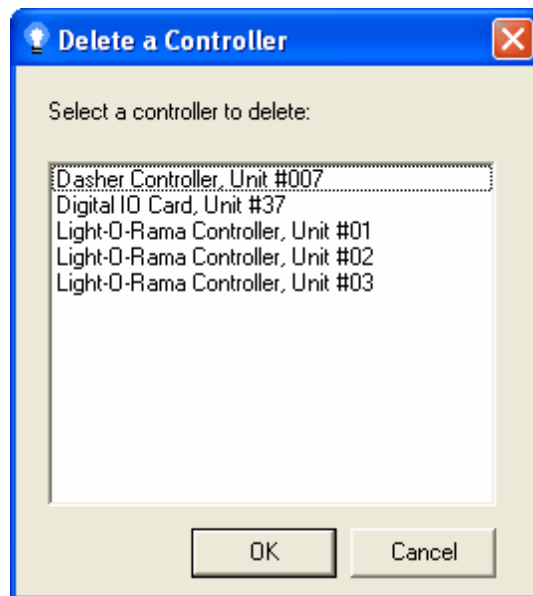 Delete a Controller
Select a controller to delete:
Dasher Controller, Unit #007
Digital IO Card, Unit #37
Light-O-Rama Controller, Unit #01
Light-O-Rama Controller, Unit #02
Light-O-Rama Controller, Unit #03
OK Cancel